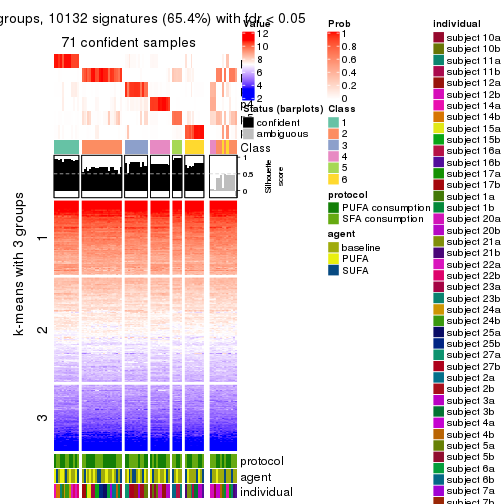 groups, 10132 signatures (65.4%) with fdr < 0.05
71 confident samples
k-means with 3 groups
1
2
3
Class
1
0.5
0
Silhouette
score
protocol
agent
individual
Value
12
10
8
6
4
2
Status (barplots)
confident
ambiguous
Prob
1
0.8
0.6
0.4
0.2
0
Class
1
2
3
4
5
6
protocol
PUFA consumption
SFA consumption
agent
baseline
PUFA
SUFA
individual
subject 10a
subject 10b
subject 11a
subject 11b
subject 12a
subject 12b
subject 14a
subject 14b
subject 15a
subject 15b
subject 16a
subject 16b
subject 17a
subject 17b
subject 1a
subject 1b
subject 20a
subject 20b
subject 21a
subject 21b
subject 22a
subject 22b
subject 23a
subject 23b
subject 24a
subject 24b
subject 25a
subject 25b
subject 27a
subject 27b
subject 2a
subject 2b
subject 3a
subject 3b
subject 4a
subject 4b
subject 5a
subject 5b
subject 6a
subject 6b
subject 7a
subject 7b